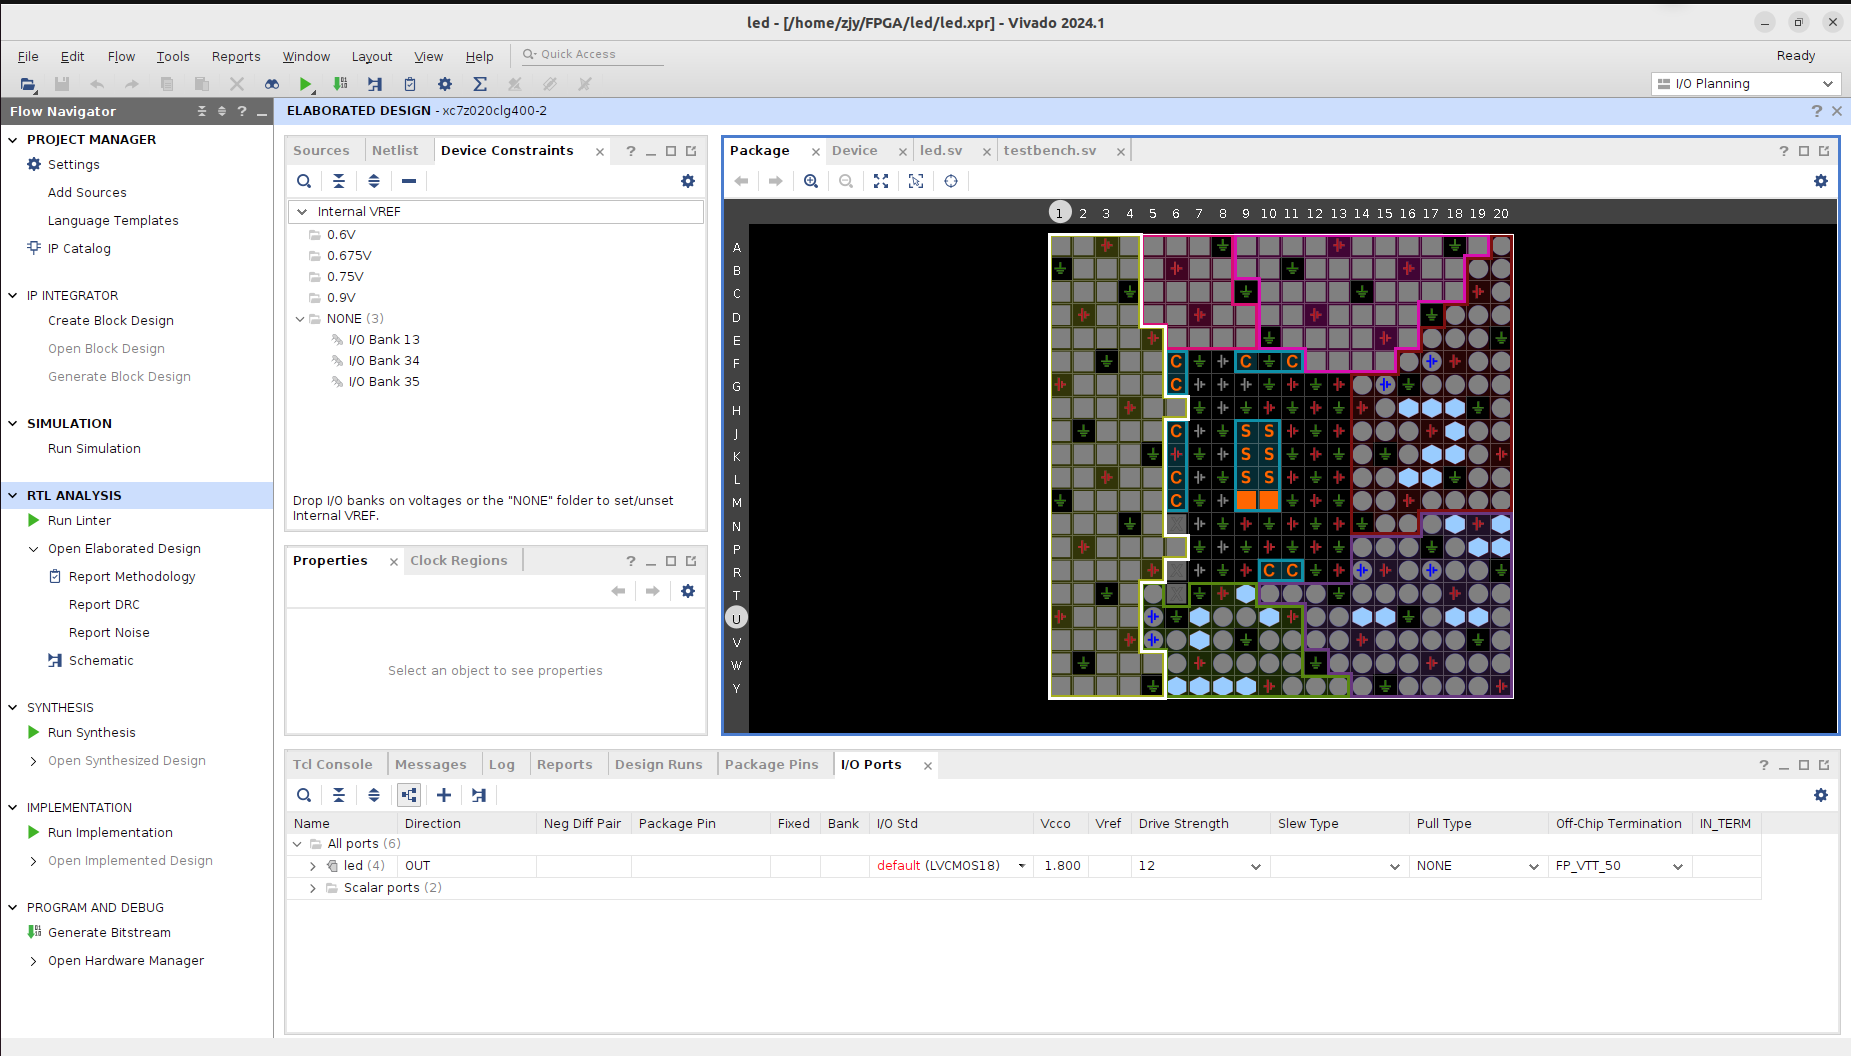 led - [/home/zjy/FPGA/led/led.xpr] - Vivado 2024.1
File Edit Flow Tools Reports Window Layout View Help Quick Access Ready
I/O Planning
Flow Navigator
PROJECT MANAGER
Settings
Add Sources
Language Templates
IP Catalog
IP INTEGRATOR
Create Block Design
Open Block Design
Generate Block Design
SIMULATION
Run Simulation
RTL ANALYSIS
Run Linter
Open Elaborated Design
Report Methodology
Report DRC
Report Noise
Schematic
SYNTHESIS
Run Synthesis
Open Synthesized Design
IMPLEMENTATION
Run Implementation
Open Implemented Design
PROGRAM AND DEBUG
Generate Bitstream
Open Hardware Manager
ELABORATED DESIGN - xc7z020clg400-2
Sources Netlist Device Constraints
Internal VREF
0.6V
0.675V
0.75V
0.9V
NONE (3)
I/O Bank 13
I/O Bank 34
I/O Bank 35
Drop I/O banks on voltages or the "NONE" folder to set/unset
Internal VREF.
Properties Clock Regions
Select an object to see properties
Package Device led.sv testbench.sv
1 2 3 4 5 6 7 8 9 10 11 12 13 14 15 16 17 18 19 20
A
B
C
D
E
F C C C
G C
H
J C S S
K S S
L C S S
M C
N
P
R C C
T
U
V
W
Y
Tcl Console Messages Log Reports Design Runs Package Pins I/O Ports
Name Direction Neg Diff Pair Package Pin Fixed Bank I/O Std Vcco Vref Drive Strength Slew Type Pull Type Off-Chip Termination IN_TERM
All ports (6)
led (4) OUT default (LVCMOS18) 1.800 12 NONE FP_VTT_50
Scalar ports (2)